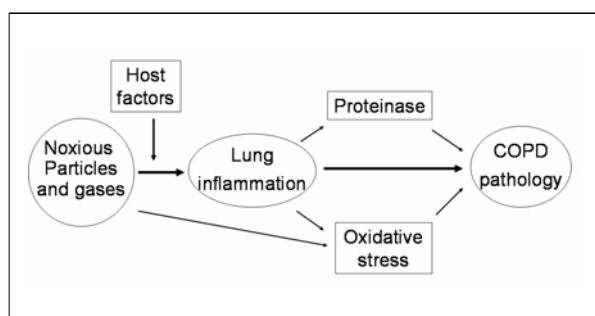 Host
factors
Proteinase
Noxious
Particles
and gases
Lung
inflammation
COPD
pathology
Oxidative
stress